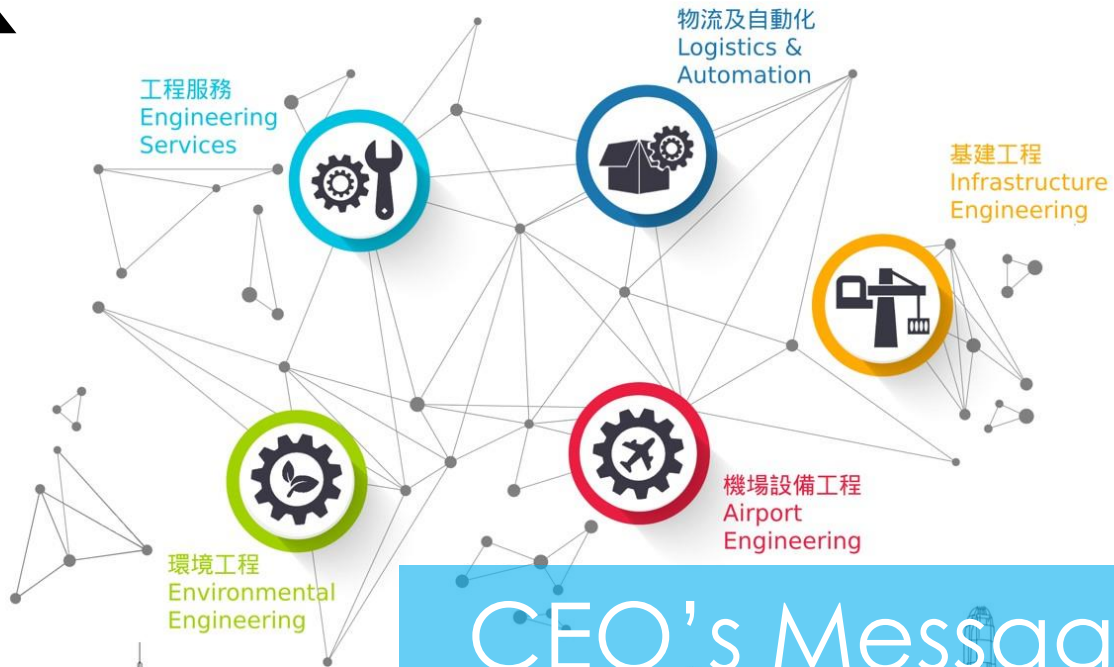 物流及自動化
Logistics &
Automation
工程服務
Engineering
Services
基建工程
Infrastructure
Engineering
機場設備工程
Airport
Engineering
環境工程
Environmental
Engineering
CEO’s